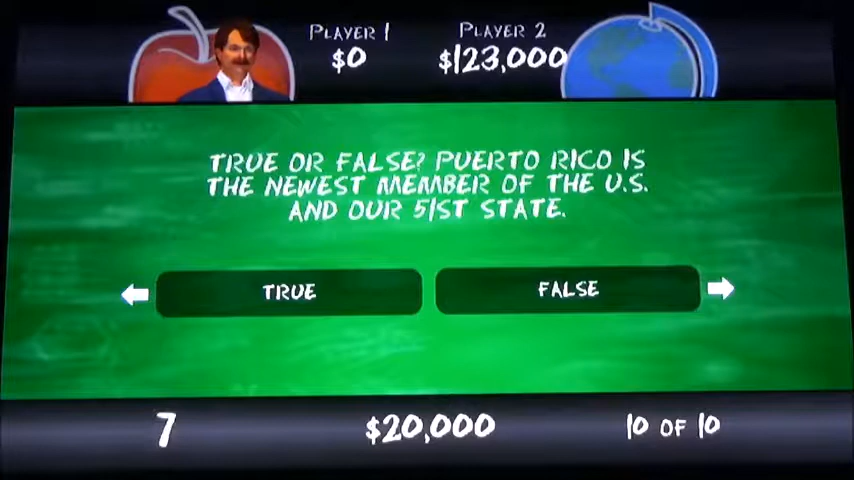 PLAYER 1
$0
PLAYER 2
$123,000
TRUE OR FALSE? PUERTO RICO IS
THE NEWEST MEMBER OF THE U.S.
AND OUR 51ST STATE.
TRUE
FALSE
7
$20,000
10 OF 10